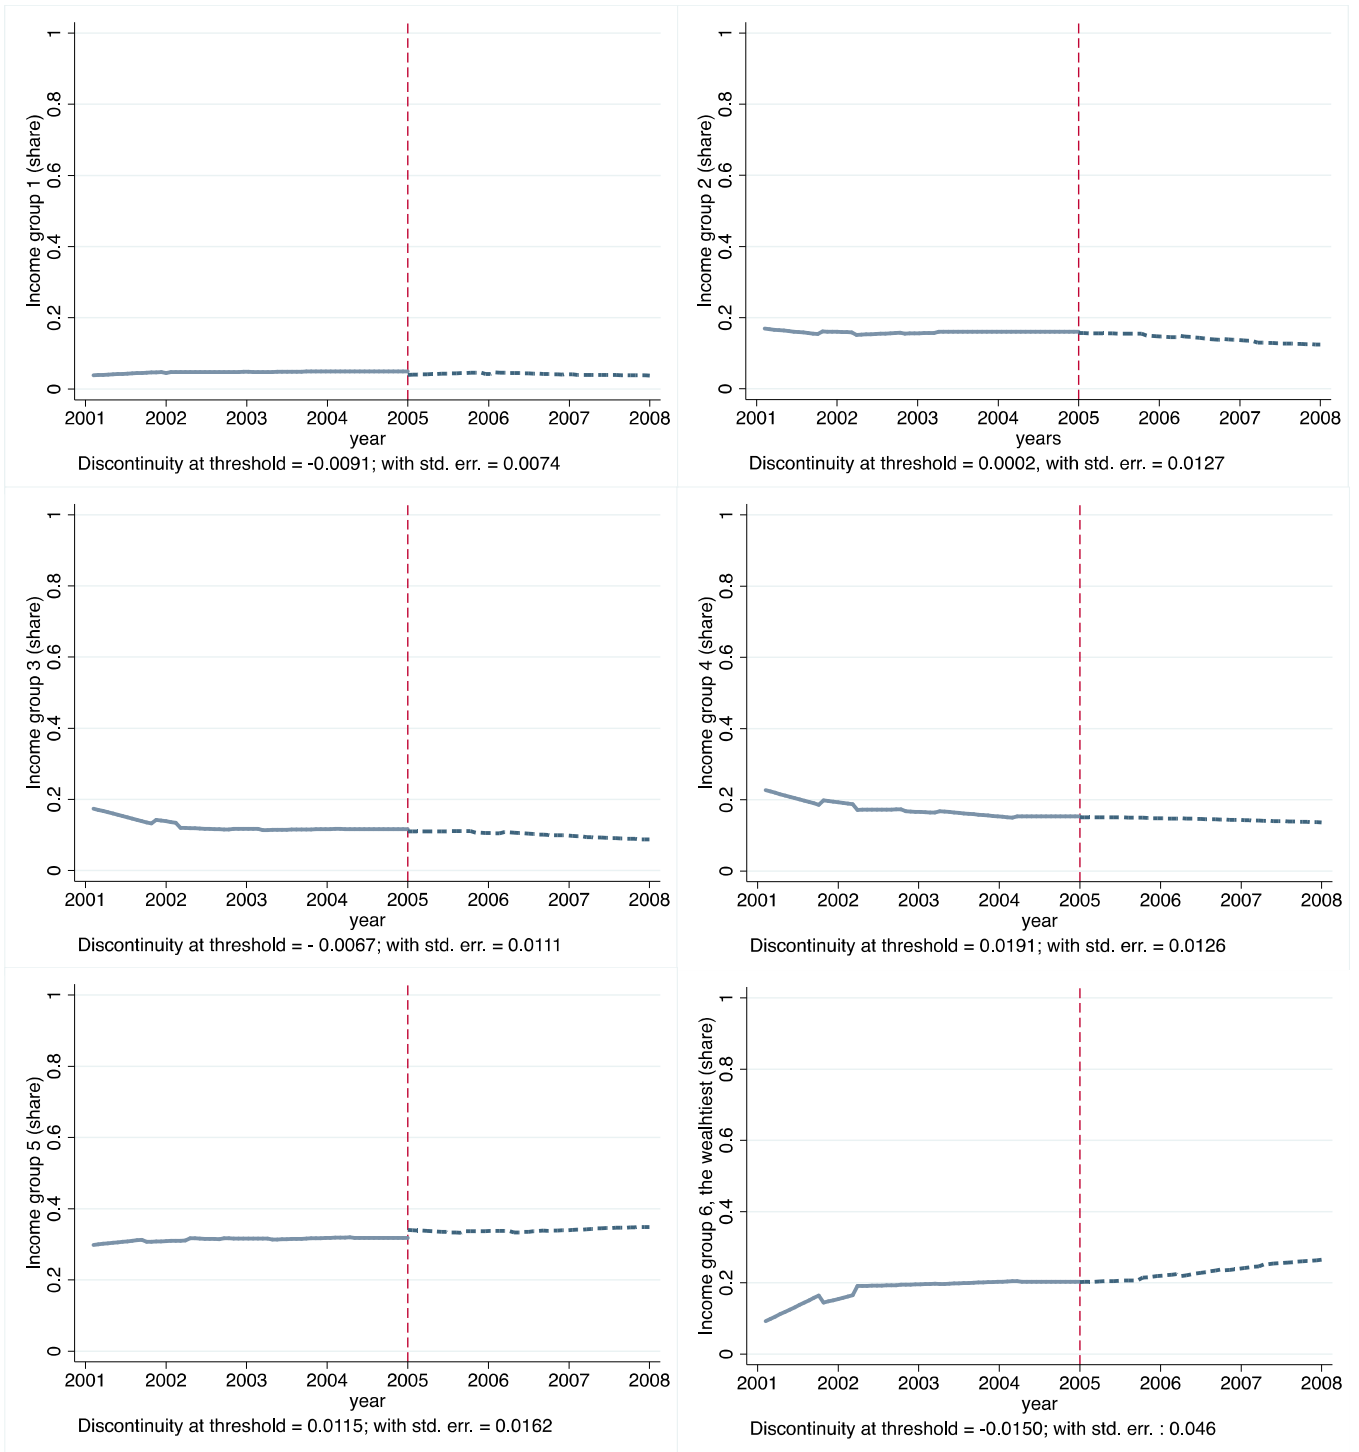 Income group 1 (share)
1
0.8
0.6
0.4
0.2
0
2001 2002 2003 2004 2005 2006 2007 2008
year
Discontinuity at threshold = -0.0091; with std. err. = 0.0074
Income group 2 (share)
1
0.8
0.6
0.4
0.2
0
2001 2002 2003 2004 2005 2006 2007 2008
years
Discontinuity at threshold = 0.0002, with std. err. = 0.0127
Income group 3 (share)
1
0.8
0.6
0.4
0.2
0
2001 2002 2003 2004 2005 2006 2007 2008
year
Discontinuity at threshold = - 0.0067; with std. err. = 0.0111
Income group 4 (share)
1
0.8
0.6
0.4
0.2
0
2001 2002 2003 2004 2005 2006 2007 2008
year
Discontinuity at threshold = 0.0191; with std. err. = 0.0126
Income group 5 (share)
1
0.8
0.6
0.4
0.2
0
2001 2002 2003 2004 2005 2006 2007 2008
year
Discontinuity at threshold = 0.0115; with std. err. = 0.0162
Income group 6, the wealhtiest (share)
1
0.8
0.6
0.4
0.2
0
2001 2002 2003 2004 2005 2006 2007 2008
year
Discontinuity at threshold = -0.0150; with std. err. : 0.046